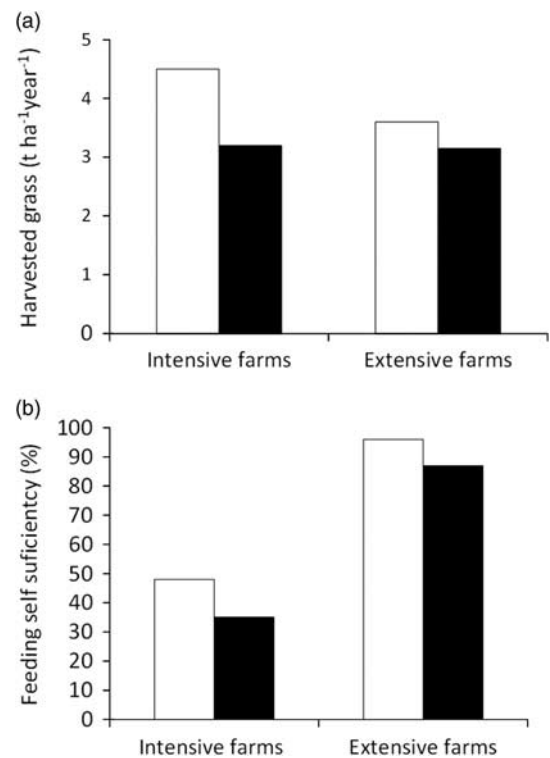 (a)
Harvested grass (t ha⁻¹year⁻¹)
5
4
3
2
1
0
Intensive farms
Extensive farms
(b)
Feeding self suficientcy (%)
100
90
80
70
60
50
40
30
20
10
0
Intensive farms
Extensive farms